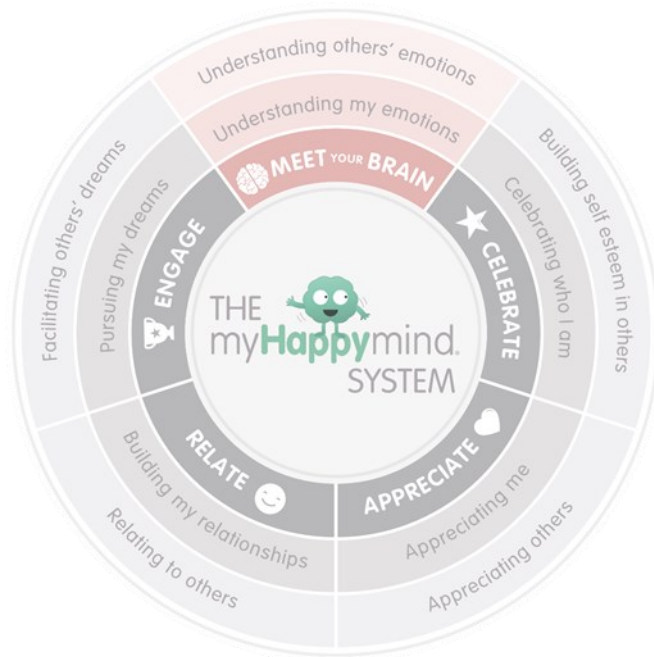 Understanding others' emotions
Understanding my emotions
MEET YOUR BRAIN
Building self esteem in others
Celebrating who I am
CELEBRATE
Appreciating others
Appreciating me
APPRECIATE
Relating to others
Building my relationships
RELATE
Facilitating others' dreams
Pursuing my dreams
ENGAGE
THE
myHappymind.
SYSTEM